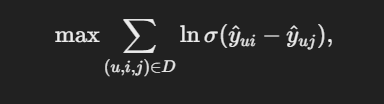 max ∑_{(u,i,j)∈D} ln σ(ŷ_{ui} − ŷ_{uj}),